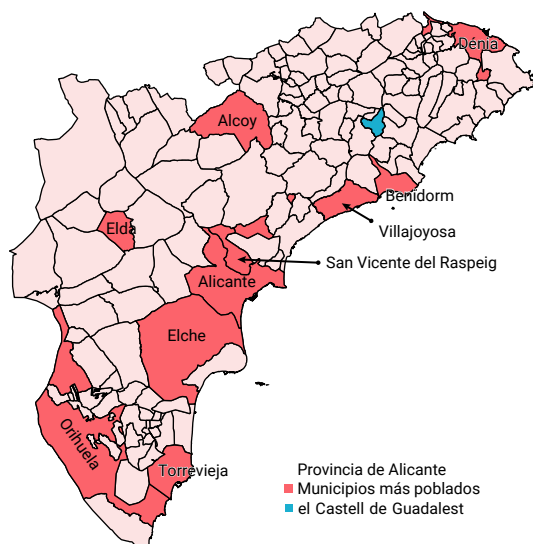 Dénia
Alcoy
Benidorm
Elda
Villajoyosa
San Vicente del Raspeig
Alicante
Elche
Orihuela
Torrevieja
Provincia de Alicante
Municipios más poblados
el Castell de Guadalest